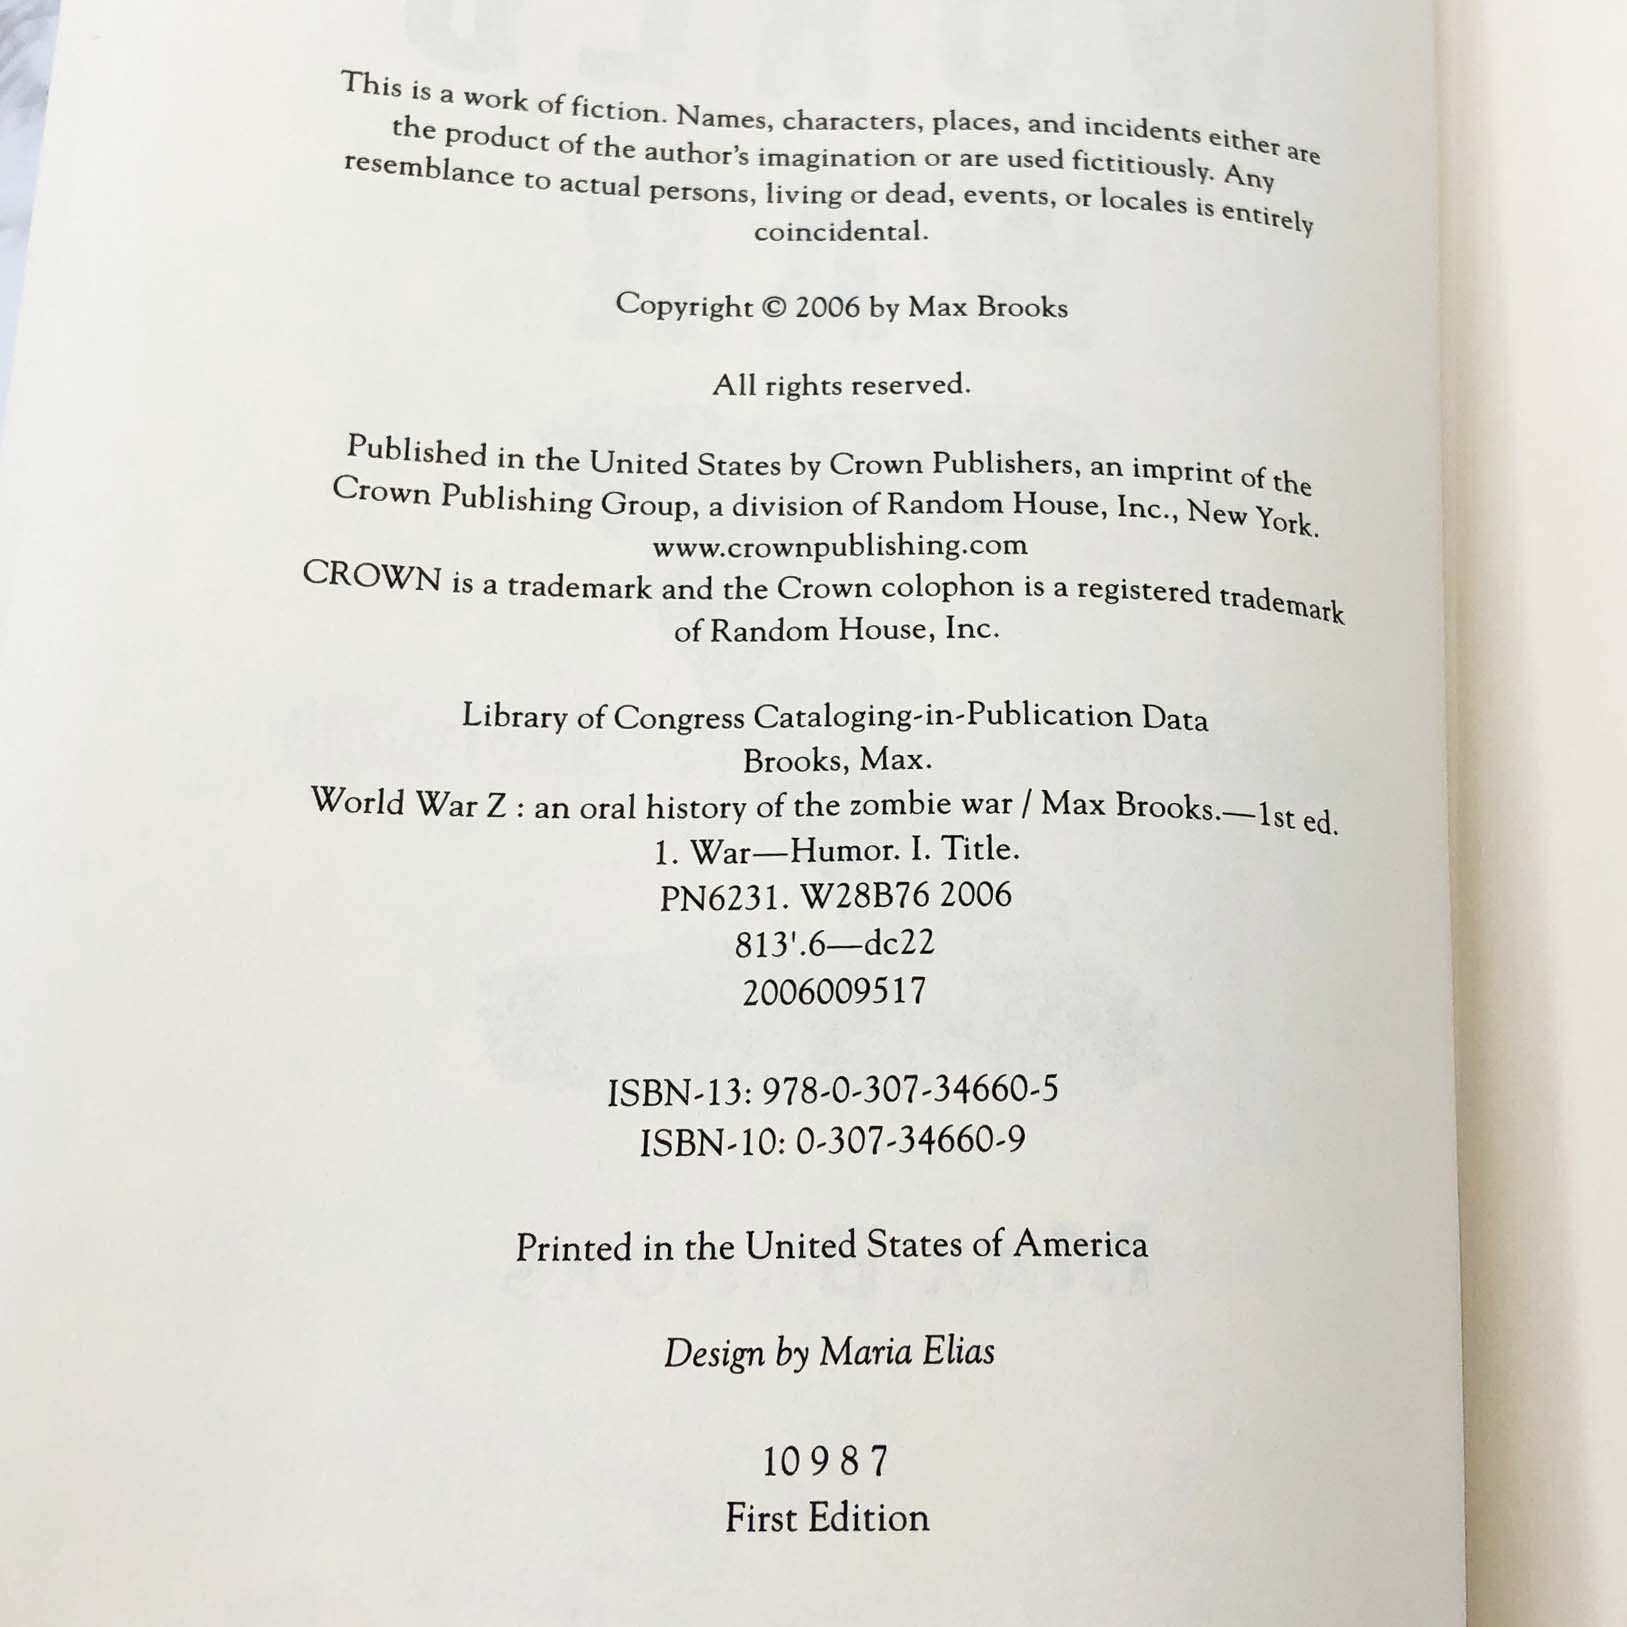 This is a work of fiction. Names, characters, places, and incidents either are
the product of the author's imagination or are used fictitiously. Any
resemblance to actual persons, living or dead, events, or locales is entirely
coincidental.
Copyright © 2006 by Max Brooks
All rights reserved.
Published in the United States by Crown Publishers, an imprint of the
Crown Publishing Group, a division of Random House, Inc., New York.
www.crownpublishing.com
CROWN is a trademark and the Crown colophon is a registered trademark
of Random House, Inc.
Library of Congress Cataloging-in-Publication Data
Brooks, Max.
World War Z : an oral history of the zombie war / Max Brooks.—1st ed.
1. War—Humor. I. Title.
PN6231. W28B76 2006
813'.6—dc22
2006009517
ISBN-13: 978-0-307-34660-5
ISBN-10: 0-307-34660-9
Printed in the United States of America
Design by Maria Elias
10 9 8 7
First Edition